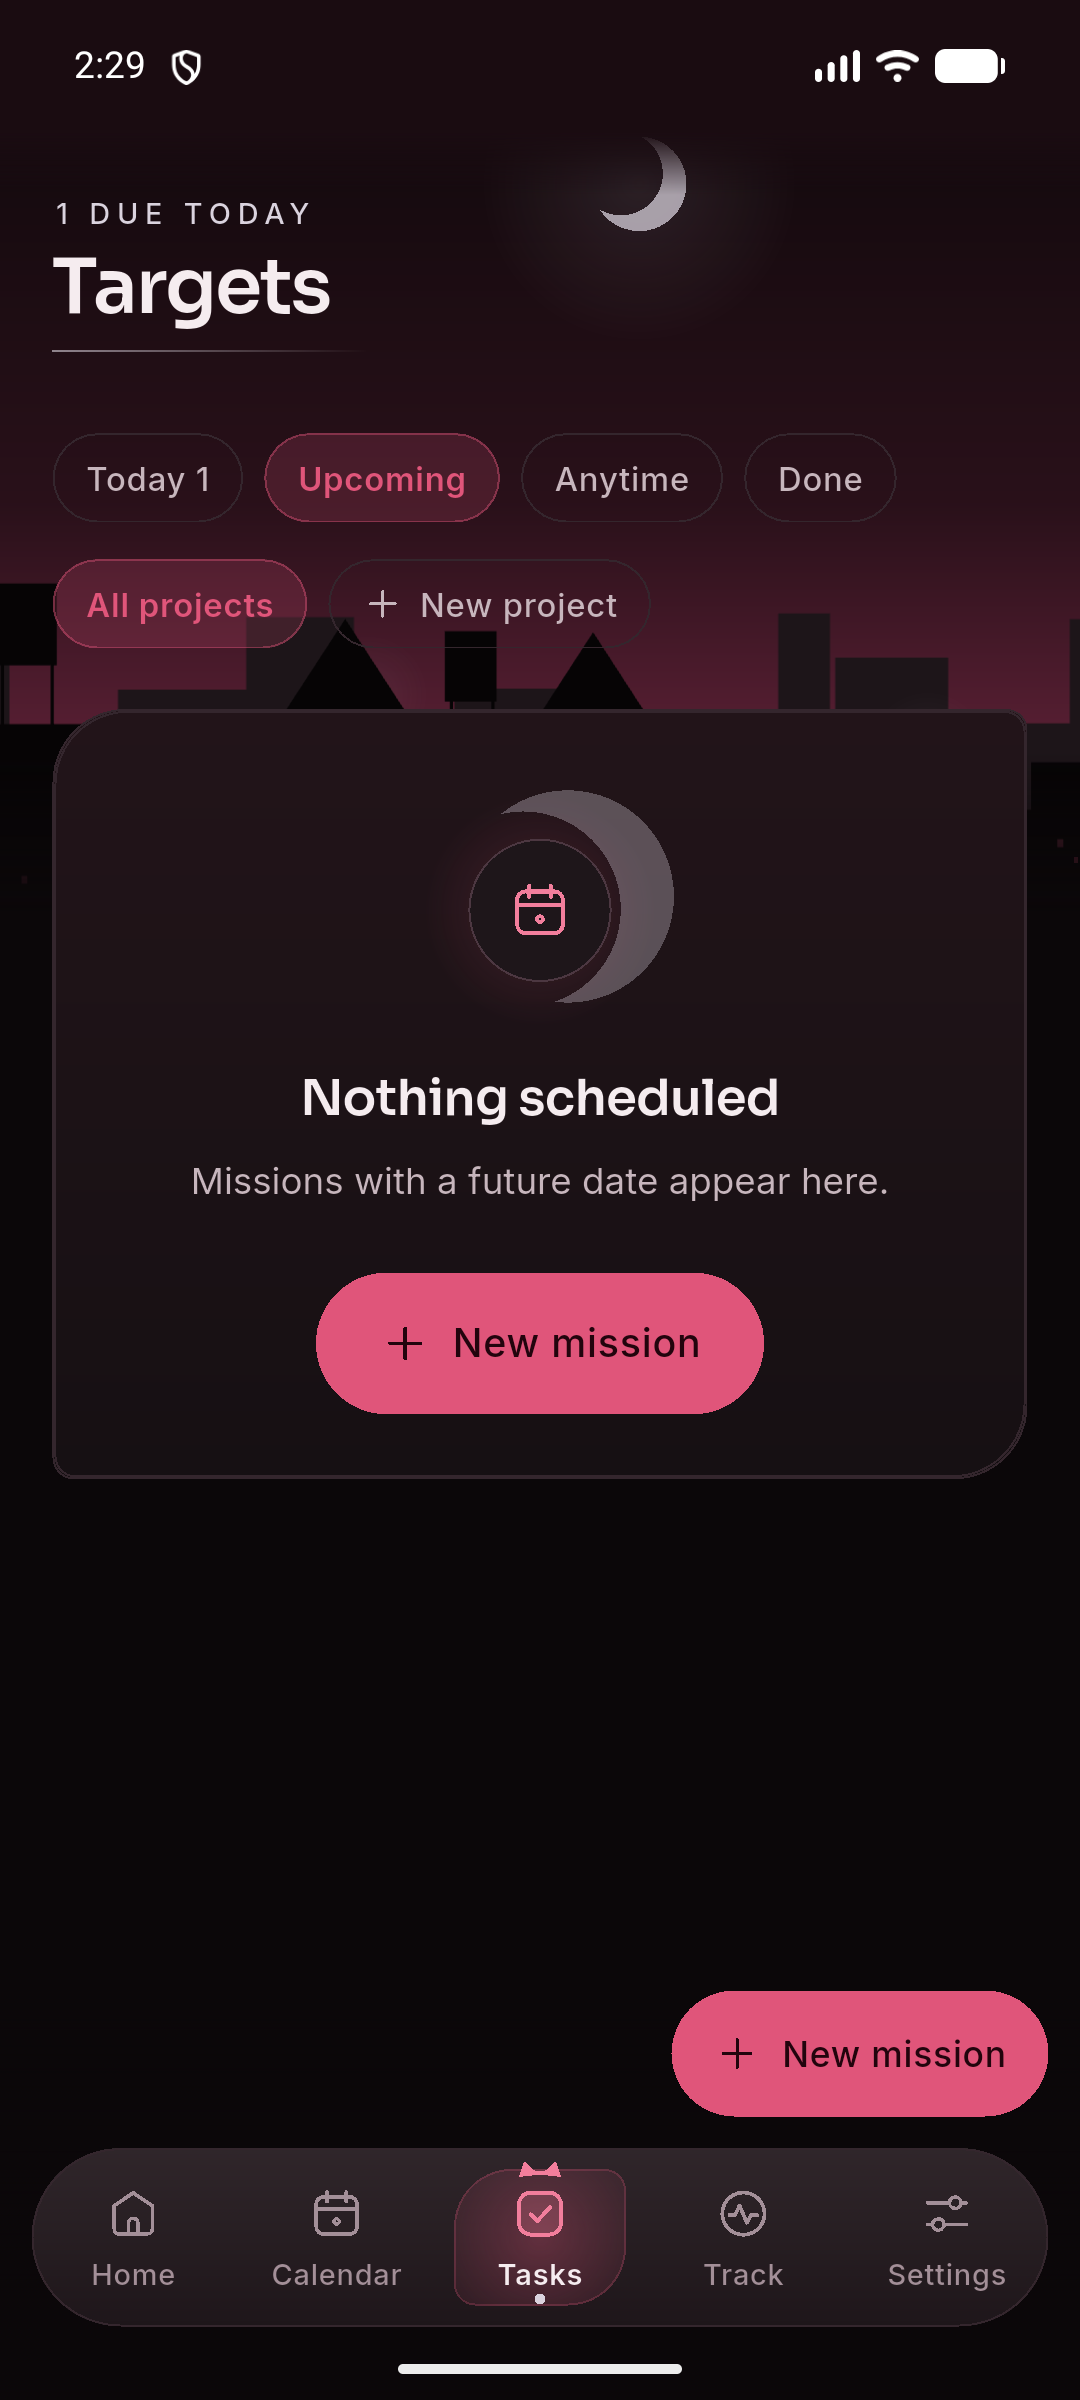 2:29
1 DUE TODAY
Targets
Today 1 Upcoming Anytime Done
All projects New project
Nothing scheduled
Missions with a future date appear here.
New mission
New mission
Home Calendar Tasks Track Settings